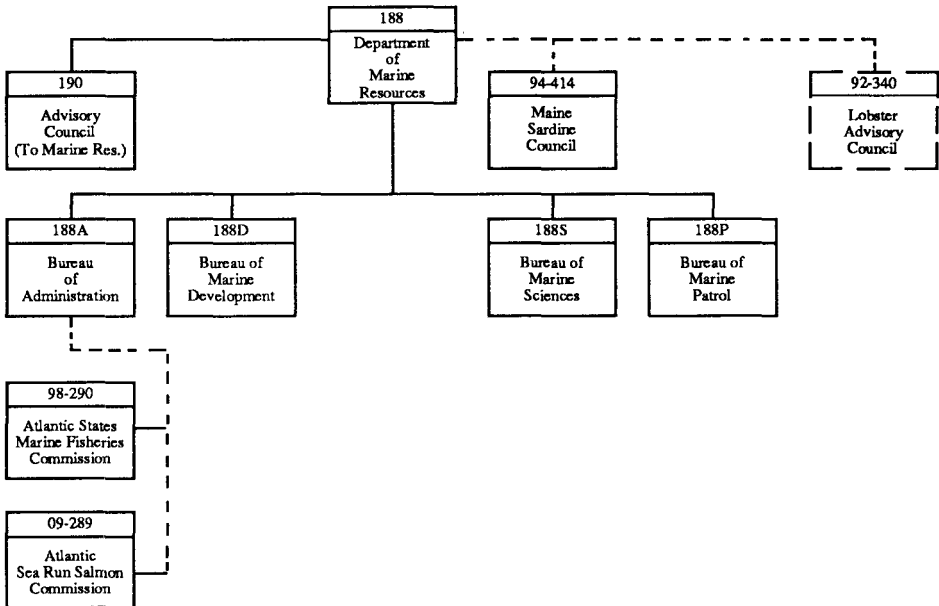 188
Department
of
Marine
Resources
190
Advisory
Council
(To Marine Res.)
94-414
Maine
Sardine
Council
92-340
Lobster
Advisory
Council
188A
Bureau
of
Administration
188D
Bureau of
Marine
Development
188S
Bureau of
Marine
Sciences
188P
Bureau of
Marine
Patrol
98-290
Atlantic States
Marine Fisheries
Commission
09-289
Atlantic
Sea Run Salmon
Commission